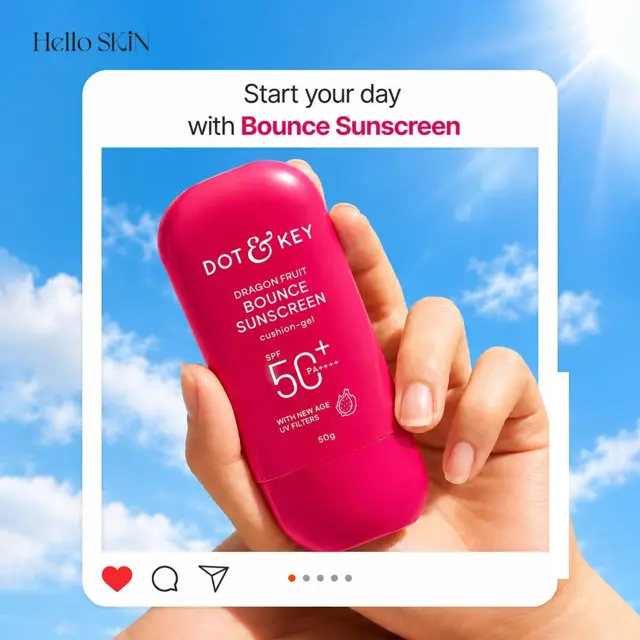 Hello SKiN
Start your day
with Bounce Sunscreen
DOT & KEY
DRAGON FRUIT
BOUNCE
SUNSCREEN
cushion-gel
SPF
50+
PA++++
WITH NEW AGE
UV FILTERS
50g